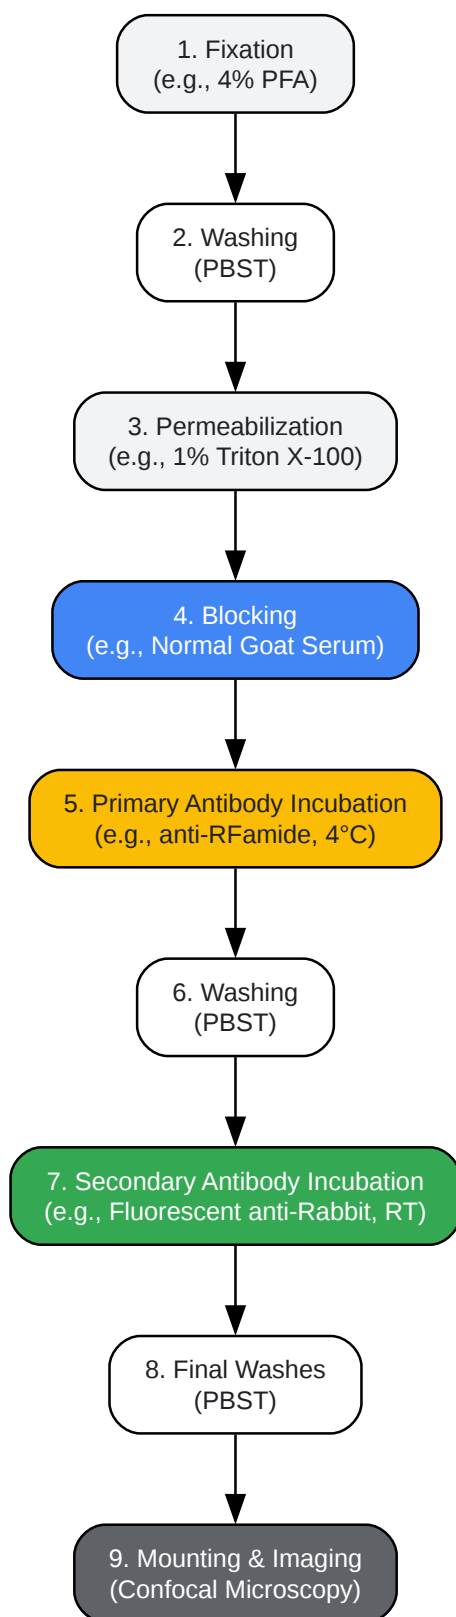 1. Fixation
(e.g., 4% PFA)
2. Washing
(PBST)
3. Permeabilization
(e.g., 1% Triton X-100)
4. Blocking
(e.g., Normal Goat Serum)
5. Primary Antibody Incubation
(e.g., anti-RFamide, 4°C)
6. Washing
(PBST)
7. Secondary Antibody Incubation
(e.g., Fluorescent anti-Rabbit, RT)
8. Final Washes
(PBST)
9. Mounting & Imaging
(Confocal Microscopy)